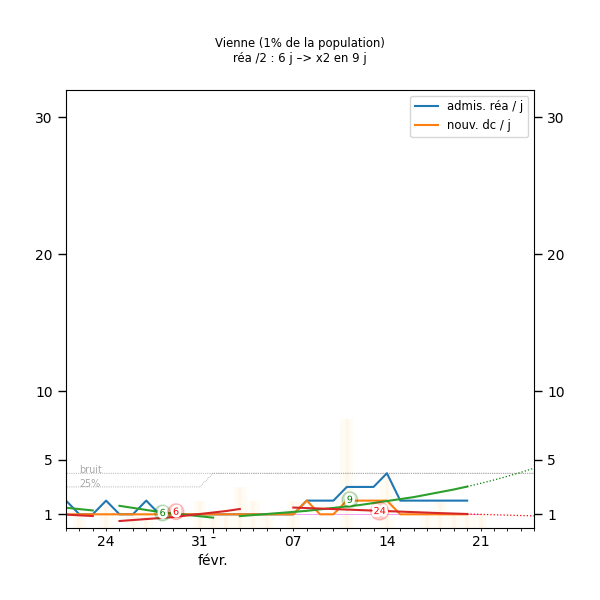 Vienne (1% de la population)
réa /2 : 6 j –> x2 en 9 j
admis. réa / j
nouv. dc / j
30 30
20 20
10 10
5 5
bruit
25%
9
6 6 24
1 1
24 31 07 14 21
févr.